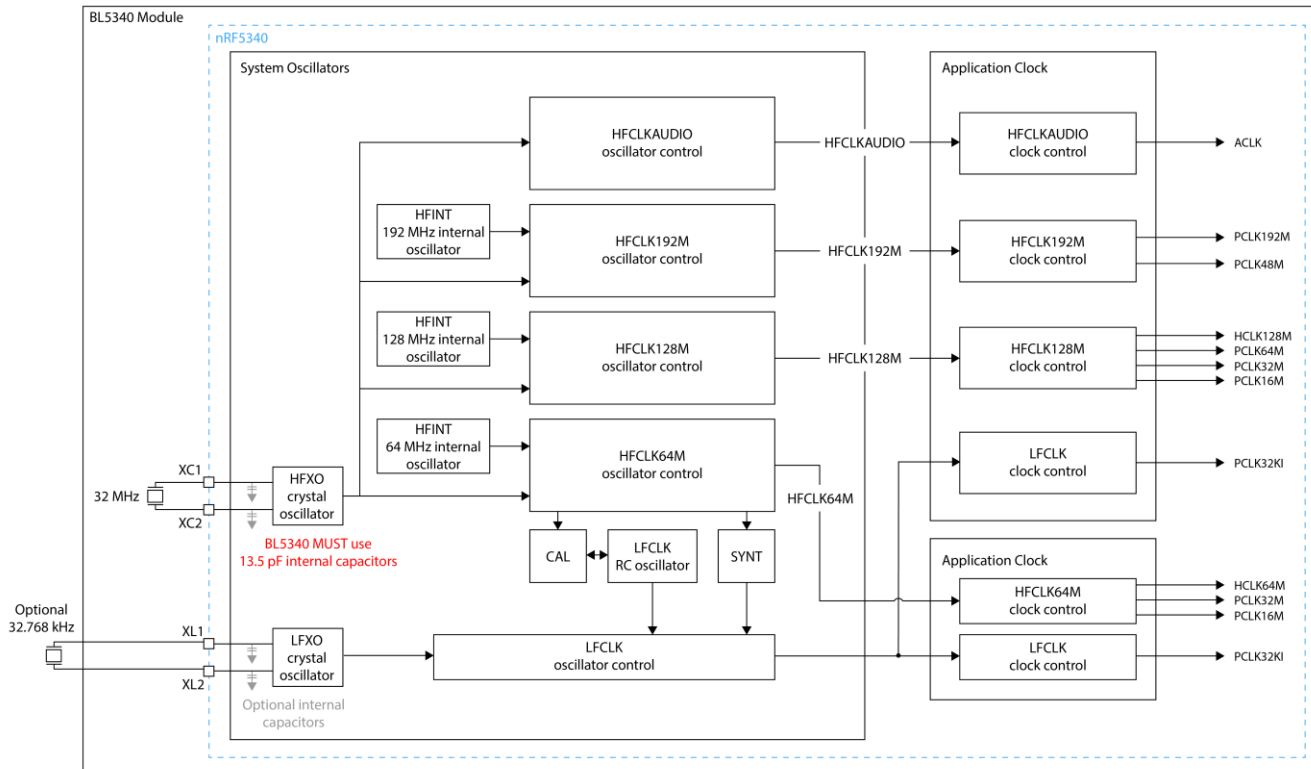 BL5340 Module
nRF5340
System Oscillators
Application Clock
HFCLKAUDIO
oscillator control
HFCLKAUDIO
HFCLKAUDIO
clock control
ACLK
HFINT
192 MHz internal
oscillator
HFCLK192M
oscillator control
HFCLK192M
HFCLK192M
clock control
PCLK192M
PCLK48M
HFINT
128 MHz internal
oscillator
HFCLK128M
oscillator control
HFCLK128M
HFCLK128M
clock control
HCLK128M
PCLK64M
PCLK32M
PCLK16M
HFINT
64 MHz internal
oscillator
HFCLK64M
oscillator control
HFCLK64M
LFCLK
clock control
PCLK32KI
XC1
32 MHz
XC2
HFXO
crystal
oscillator
BL5340 MUST use
13.5 pF internal capacitors
CAL
LFCLK
RC oscillator
SYNT
Application Clock
HFCLK64M
clock control
HCLK64M
PCLK32M
PCLK16M
Optional
32.768 kHz
XL1
XL2
LFXO
crystal
oscillator
Optional internal
capacitors
LFCLK
oscillator control
LFCLK
clock control
PCLK32KI